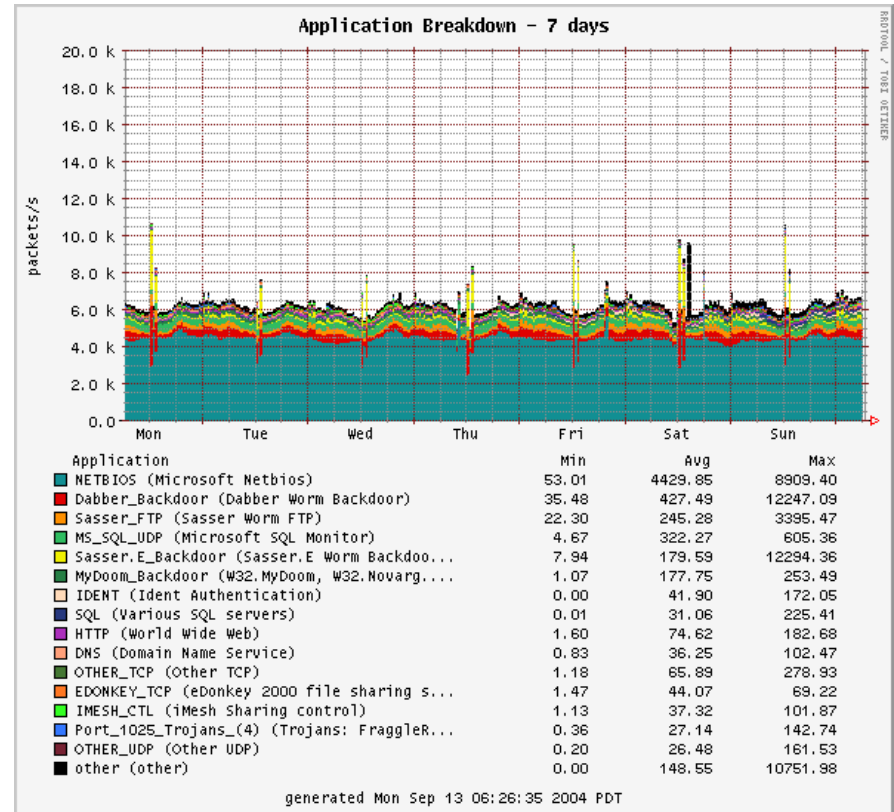 Application Breakdown - 7 days
RRDTOOL / TOBI OETIKER
packets/s
20.0 k
18.0 k
16.0 k
14.0 k
12.0 k
10.0 k
8.0 k
6.0 k
4.0 k
2.0 k
0.0
Mon Tue Wed Thu Fri Sat Sun
Application Min Avg Max
NETBIOS (Microsoft Netbios) 53.01 4429.85 8909.40
Dabber_Backdoor (Dabber Worm Backdoor) 35.48 427.49 12247.09
Sasser_FTP (Sasser Worm FTP) 22.30 245.28 3395.47
MS_SQL_UDP (Microsoft SQL Monitor) 4.67 322.27 605.36
Sasser.E_Backdoor (Sasser.E Worm Backdoo... 7.94 179.59 12294.36
MyDoom_Backdoor (W32.MyDoom, W32.Novarg.... 1.07 177.75 253.49
IDENT (Ident Authentication) 0.00 41.90 172.05
SQL (Various SQL servers) 0.01 31.06 225.41
HTTP (World Wide Web) 1.60 74.62 182.68
DNS (Domain Name Service) 0.83 36.25 102.47
OTHER_TCP (Other TCP) 1.18 65.89 278.93
EDONKEY_TCP (eDonkey 2000 file sharing s... 1.47 44.07 69.22
IMESH_CTL (iMesh Sharing control) 1.13 37.32 101.87
Port_1025_Trojans_(4) (Trojans: FraggleR... 0.36 27.14 142.74
OTHER_UDP (Other UDP) 0.20 26.48 161.53
other (other) 0.00 148.55 10751.98
generated Mon Sep 13 06:26:35 2004 PDT